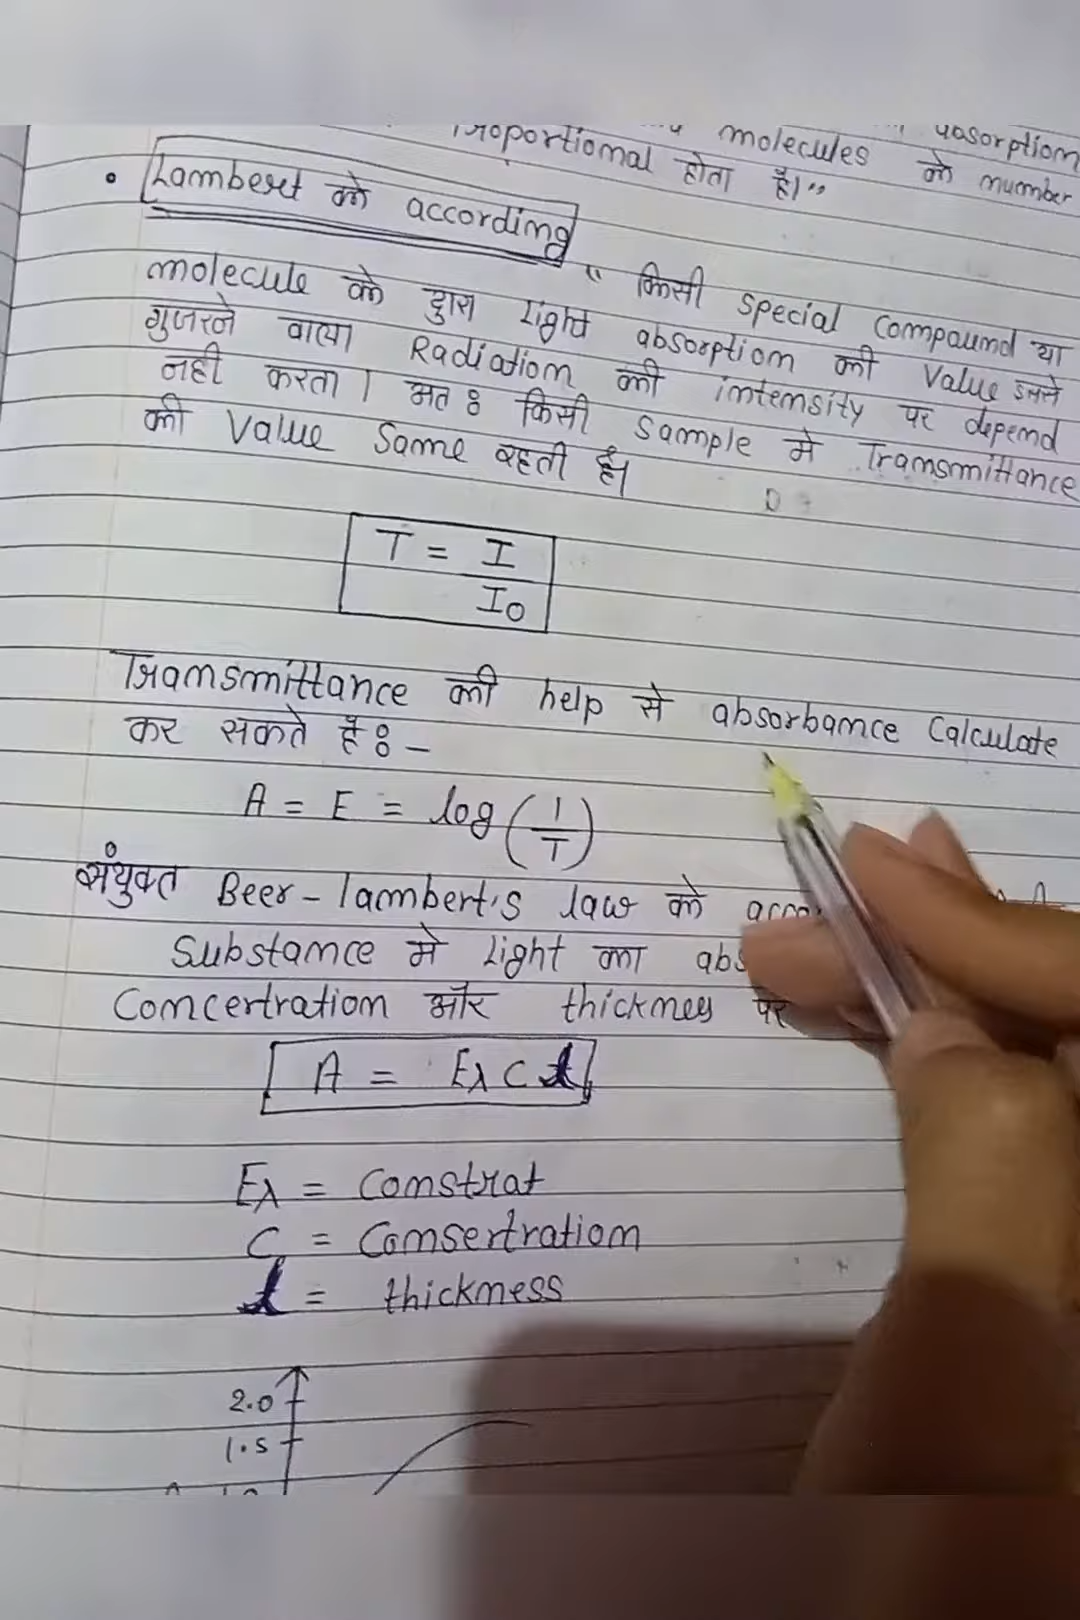 molecules के number
Proportional होता है।"
Lambert के according
" किसी special compound या
molecule के द्वारा light absorption की value उनसे
गुजरने वाल्या Radiation की intensity पर depend
नही करता । अतः किसी sample मे Transmittance
की Value Same रहती है।
T = I
I0
Transmittance की help से absorbance Calculate
कर सकते है :-
A = E = log (1/T)
संयुक्त Beer-lambert's law के
Substance मे light का
Concertration और thickness पर
A = Eλ C l
Eλ = Constrat
C = Consertration
l = thickness
2.0
1.5